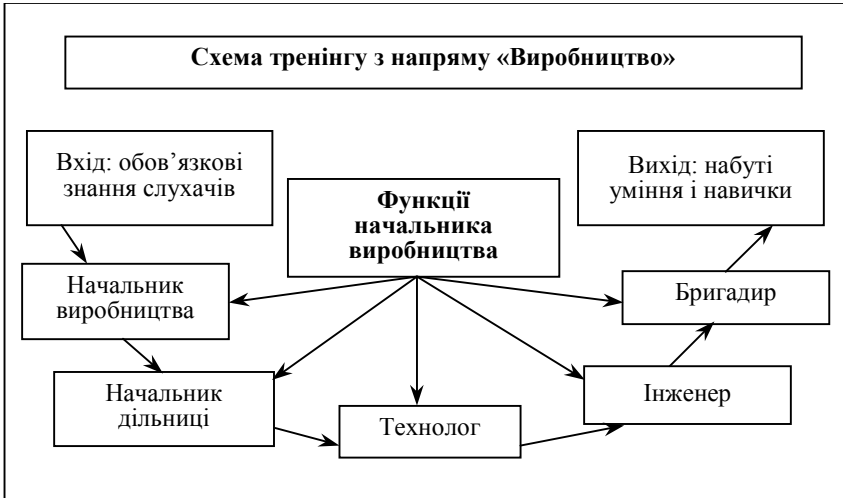 Схема тренінгу з напряму «Виробництво»
Вхід: обов’язкові
знання слухачів
Вихід: набуті
уміння і навички
Функції
начальника
виробництва
Начальник
виробництва
Бригадир
Начальник
дільниці
Технолог
Інженер